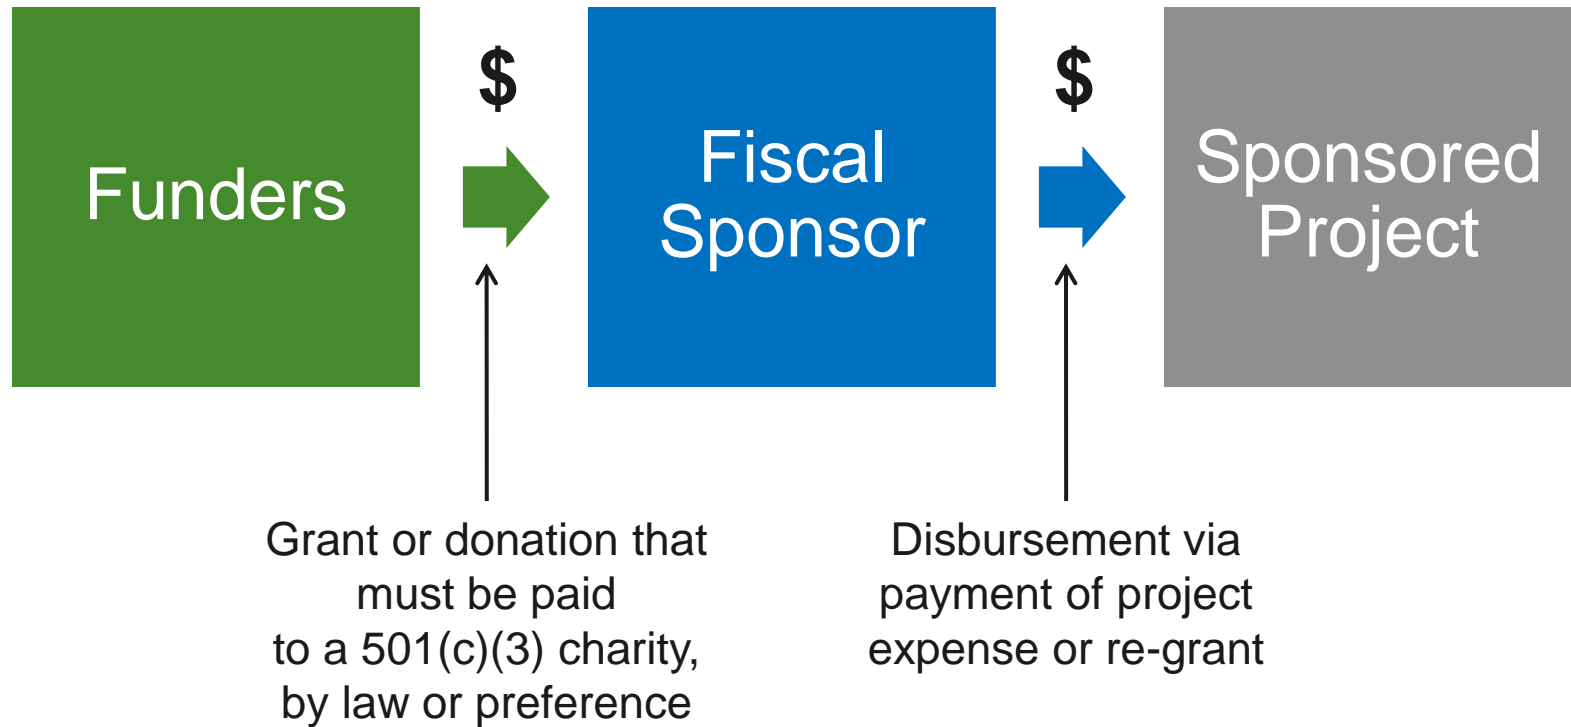 Funders
$
Fiscal
Sponsor
$
Sponsored
Project
Grant or donation that
must be paid
to a 501(c)(3) charity,
by law or preference
Disbursement via
payment of project
expense or re-grant